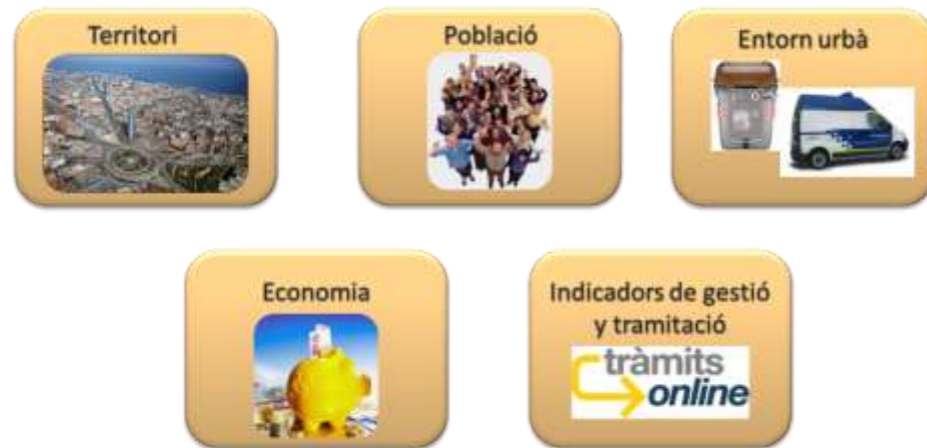 Territori
Població
Entorn urbà
Economia
Indicadors de gestió
y tramitació
tràmits
online